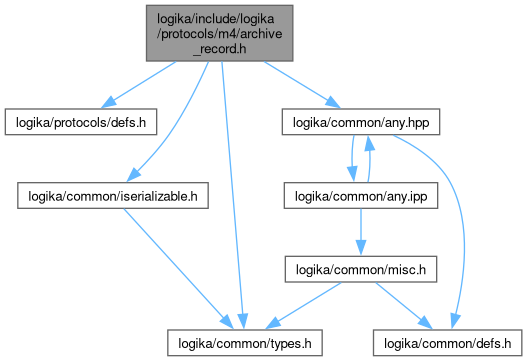 logika/include/logika
/protocols/m4/archive
_record.h
logika/protocols/defs.h
logika/common/any.hpp
logika/common/iserializable.h
logika/common/any.ipp
logika/common/misc.h
logika/common/types.h
logika/common/defs.h